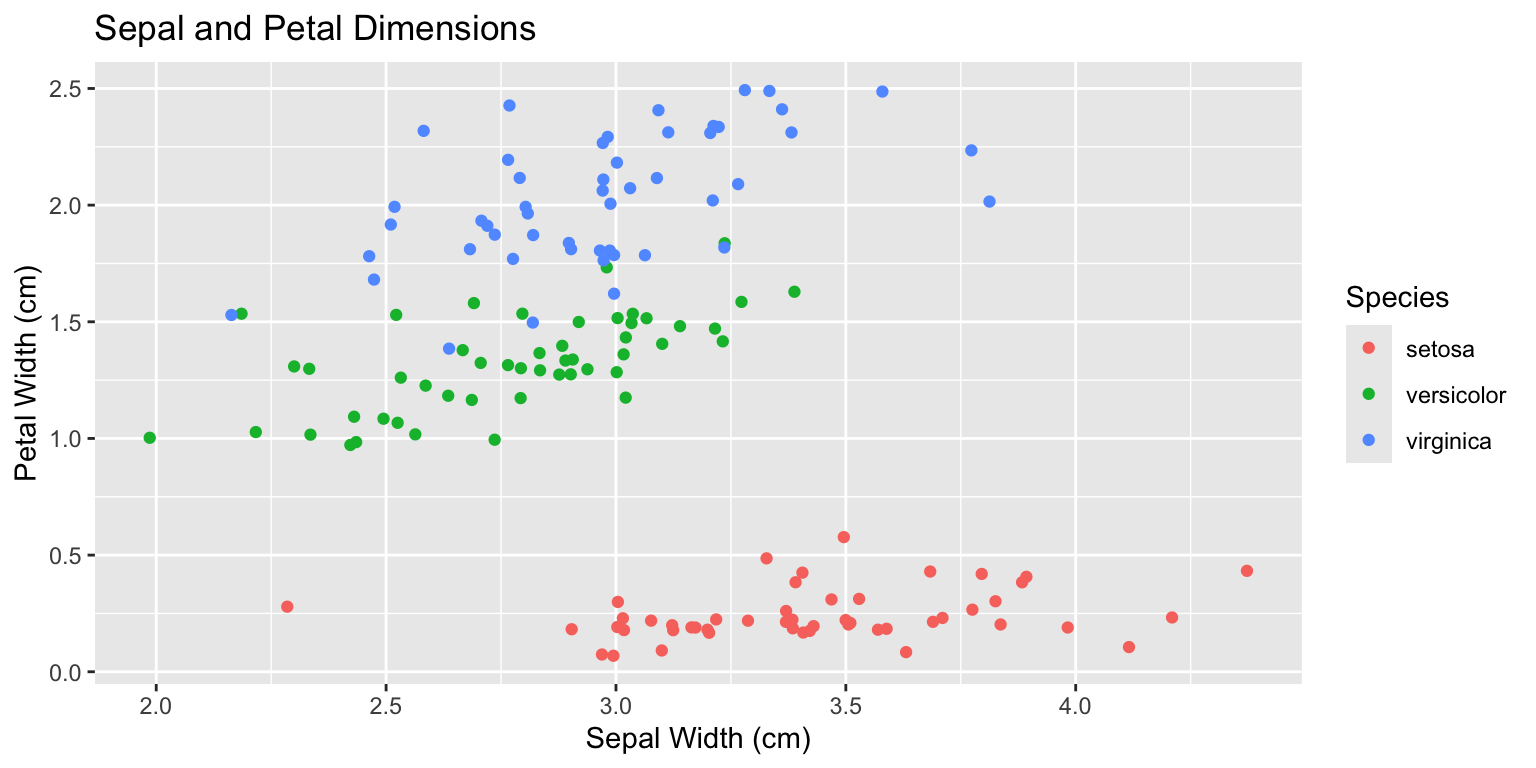 Sepal and Petal Dimensions
2.5
2.0
1.5
1.0
0.5
0.0
Petal Width (cm)
2.0 2.5 3.0 3.5 4.0
Sepal Width (cm)
Species
setosa
versicolor
virginica